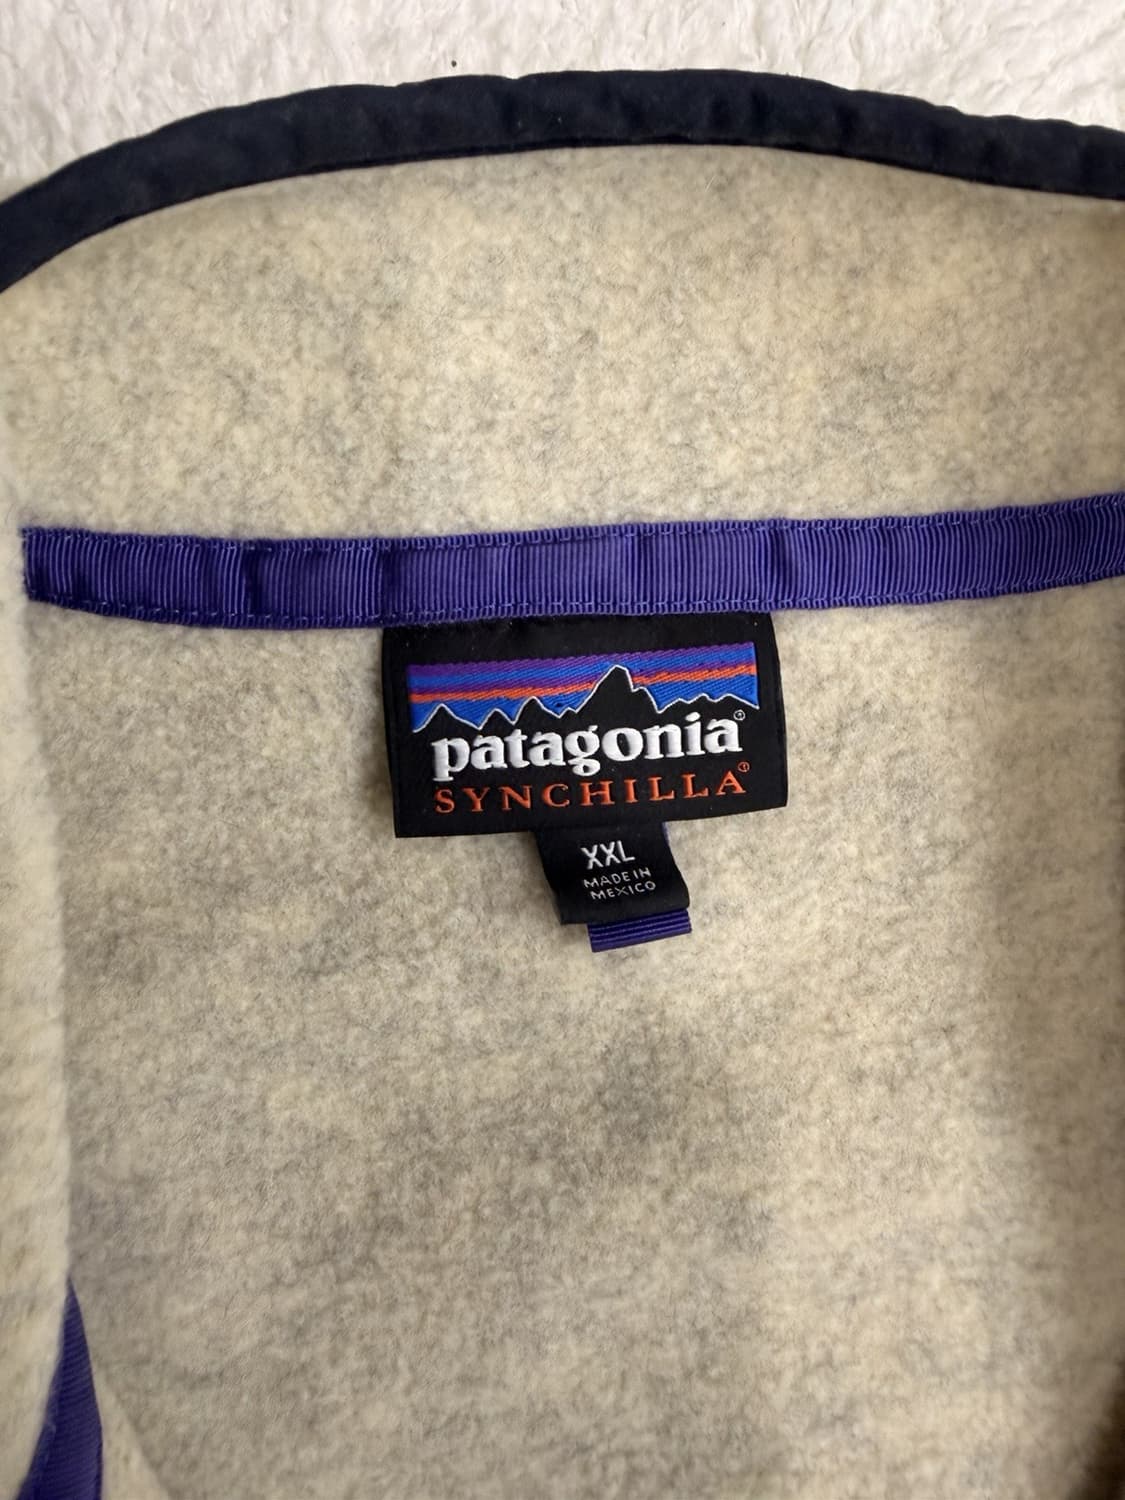 patagonia®
SYNCHILLA®
XXL
MADE IN
MEXICO